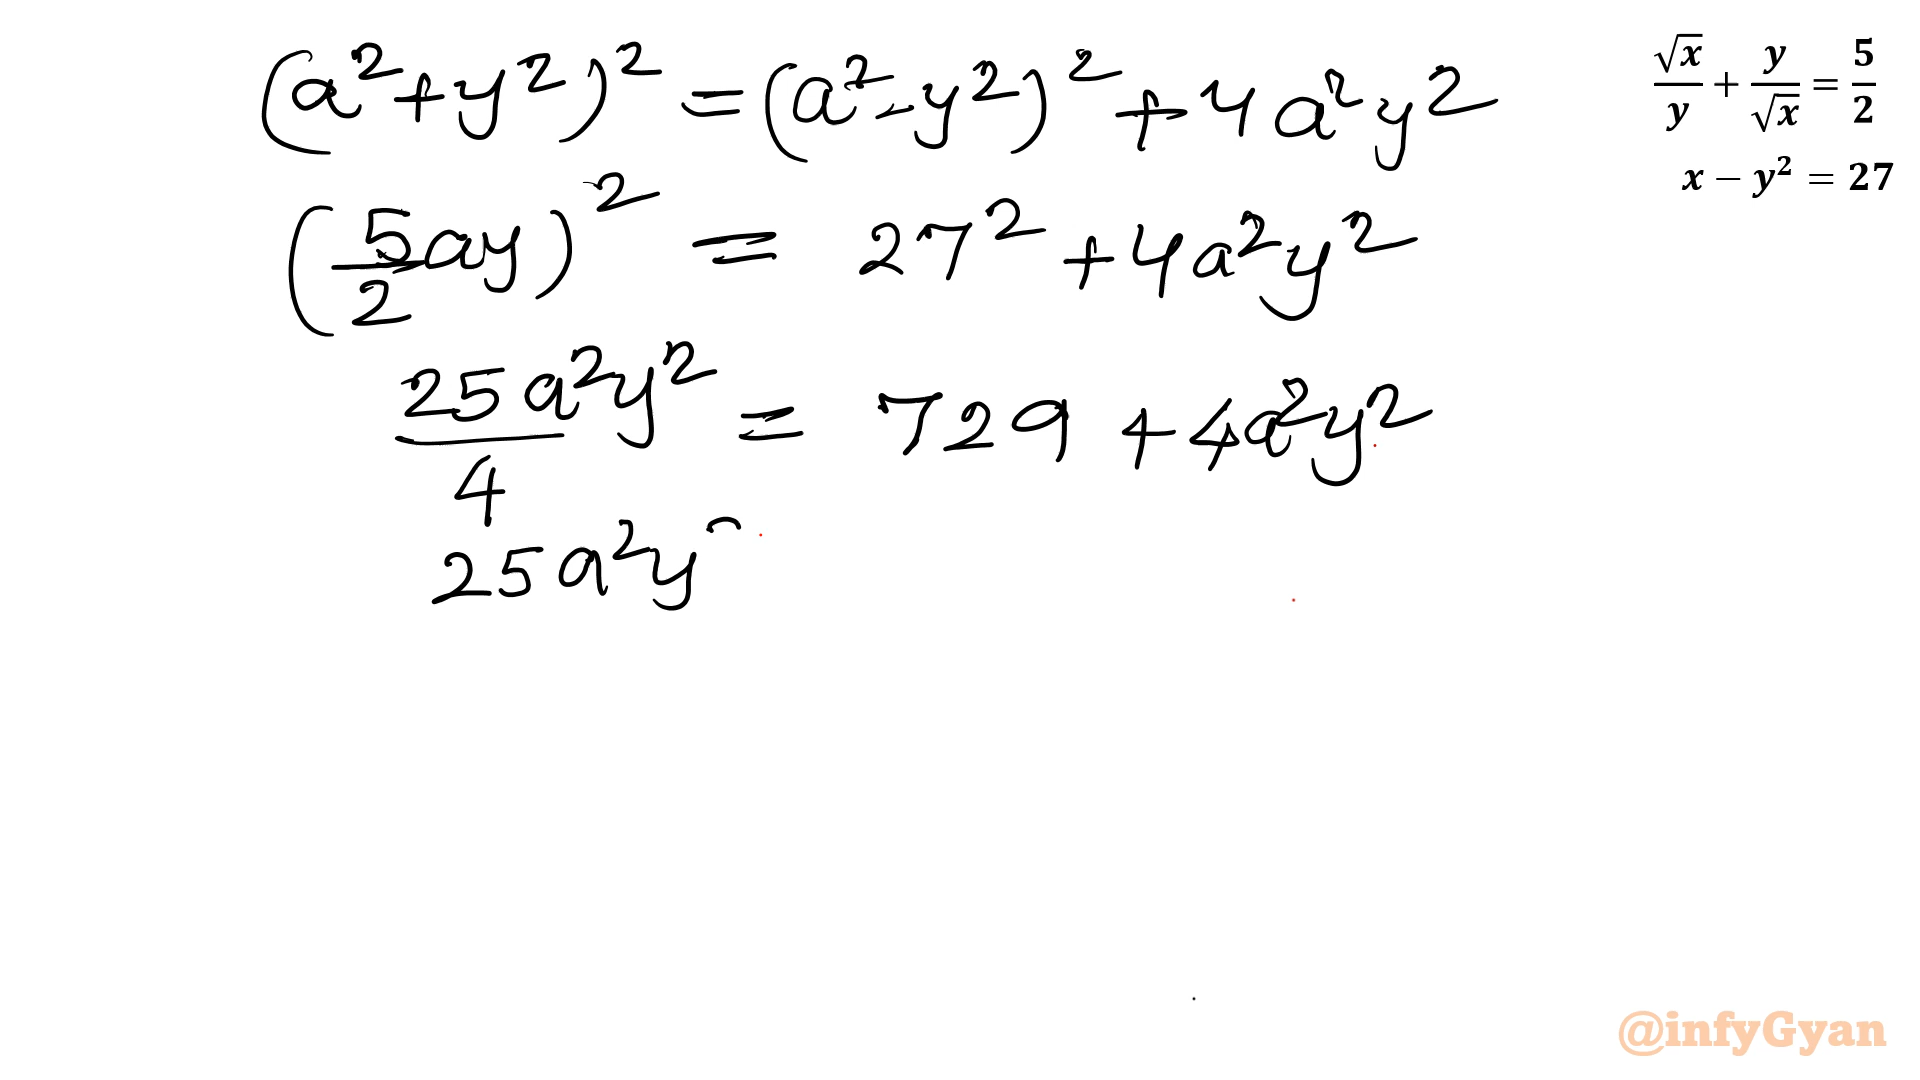 (a²+y²)² = (a²-y²)² + 4a²y²
(5/2 ay)² = 27² + 4a²y²
25a²y²/4 = 729 + 4a²y²
25a²y
√x/y + y/√x = 5/2
x − y² = 27
@infyGyan